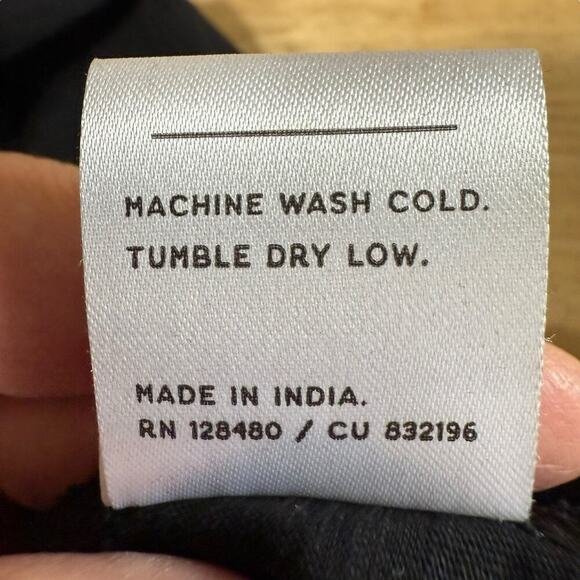 MACHINE WASH COLD.
TUMBLE DRY LOW.
MADE IN INDIA.
RN 128480 / CU 832196